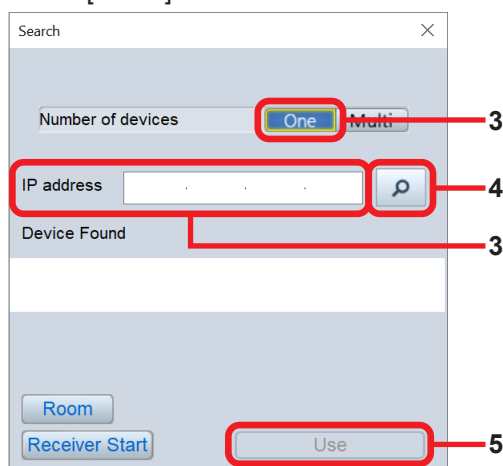 Search
Number of devices One Multi 3
IP address . . . 4
Device Found 3
Room
Receiver Start Use 5